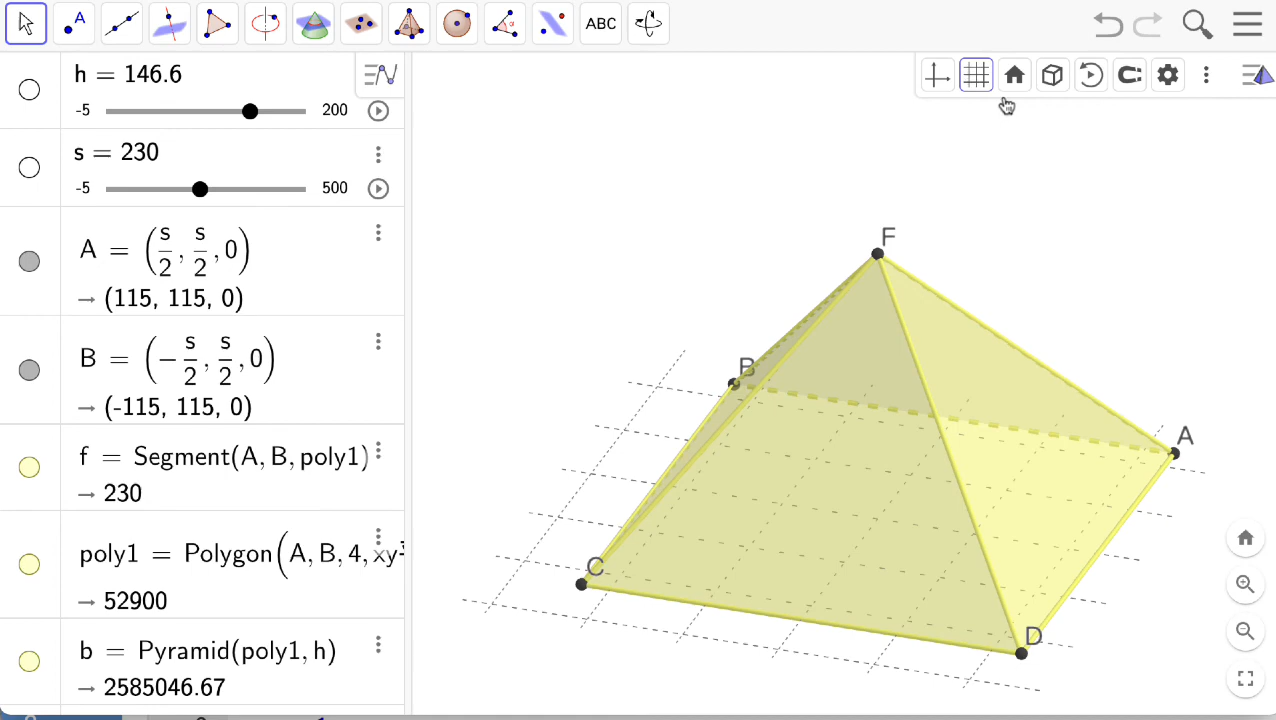 ABC
h = 146.6
-5 200
s = 230
-5 500
A = (s/2, s/2, 0)
→ (115, 115, 0)
B = (−s/2, s/2, 0)
→ (-115, 115, 0)
f = Segment(A, B, poly1)
→ 230
poly1 = Polygon(A, B, 4, xy
→ 52900
b = Pyramid(poly1, h)
→ 2585046.67
F
B
A
C
D
A